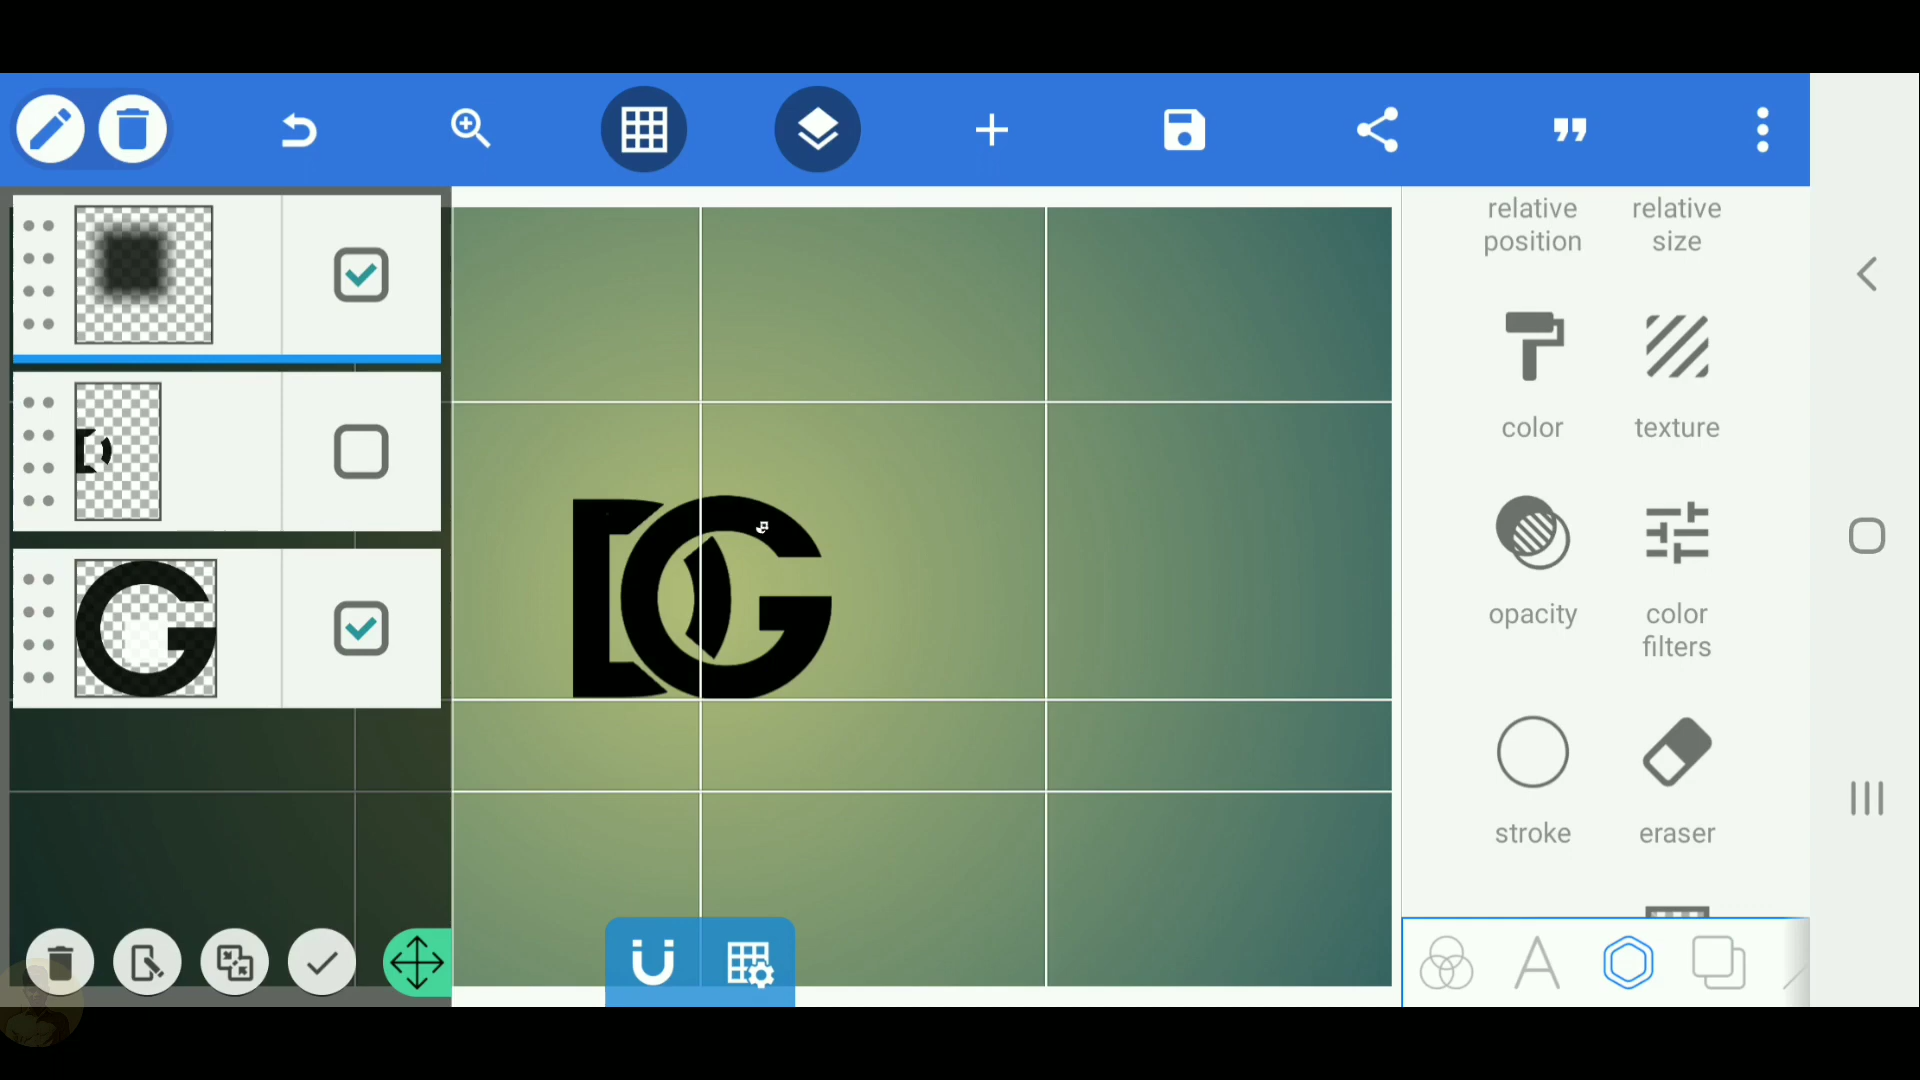 relative position
relative size
G
DG
color
texture
opacity
color filters
stroke
eraser